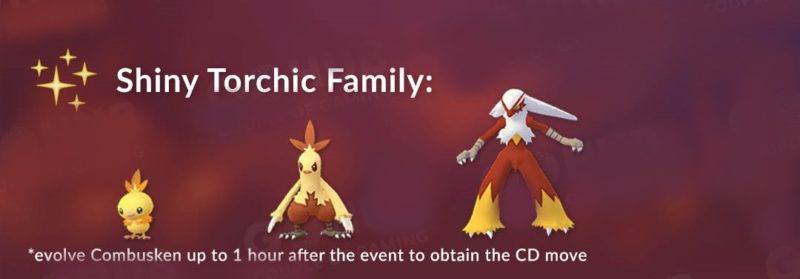 Shiny Torchic Family:
*evolve Combusken up to 1 hour after the event to obtain the CD move